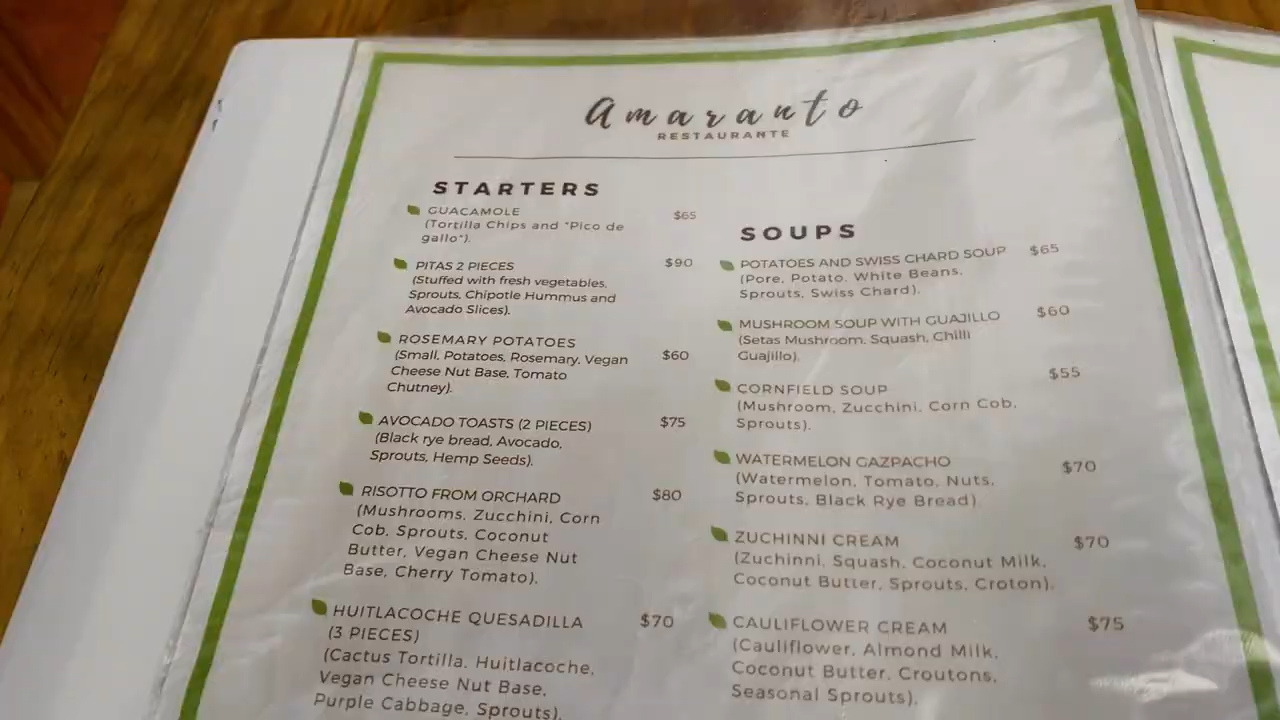 Amaranto
RESTAURANTE
STARTERS
GUACAMOLE $65
(Tortilla Chips and "Pico de
gallo").
PITAS 2 PIECES $90
(Stuffed with fresh vegetables,
Sprouts, Chipotle Hummus and
Avocado Slices).
ROSEMARY POTATOES
(Small, Potatoes, Rosemary, Vegan $60
Cheese Nut Base, Tomato
Chutney).
AVOCADO TOASTS (2 PIECES) $75
(Black rye bread, Avocado,
Sprouts, Hemp Seeds).
RISOTTO FROM ORCHARD $80
(Mushrooms, Zucchini, Corn
Cob, Sprouts, Coconut
Butter, Vegan Cheese Nut
Base, Cherry Tomato).
HUITLACOCHE QUESADILLA $70
(3 PIECES)
(Cactus Tortilla, Huitlacoche,
Vegan Cheese Nut Base,
Purple Cabbage, Sprouts).
SOUPS
POTATOES AND SWISS CHARD SOUP $65
(Pore, Potato, White Beans,
Sprouts, Swiss Chard).
MUSHROOM SOUP WITH GUAJILLO $60
(Setas Mushroom, Squash, Chilli
Guajillo).
CORNFIELD SOUP $55
(Mushroom, Zucchini, Corn Cob,
Sprouts).
WATERMELON GAZPACHO $70
(Watermelon, Tomato, Nuts,
Sprouts, Black Rye Bread).
ZUCHINNI CREAM $70
(Zuchinni, Squash, Coconut Milk,
Coconut Butter, Sprouts, Croton).
CAULIFLOWER CREAM $75
(Cauliflower, Almond Milk,
Coconut Butter, Croutons,
Seasonal Sprouts).